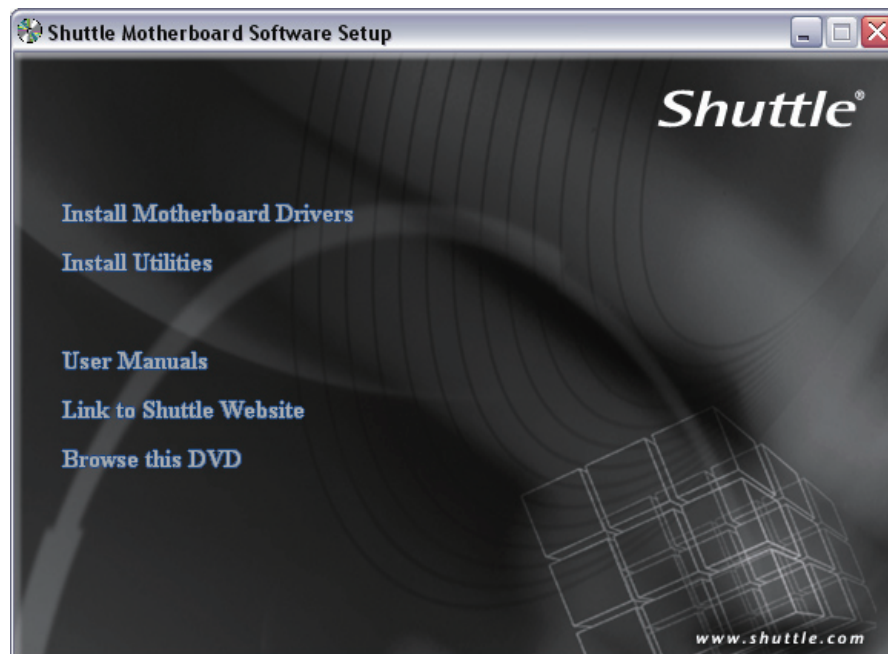 Shuttle Motherboard Software Setup
Shuttle®
Install Motherboard Drivers
Install Utilities
User Manuals
Link to Shuttle Website
Browse this DVD
www.shuttle.com